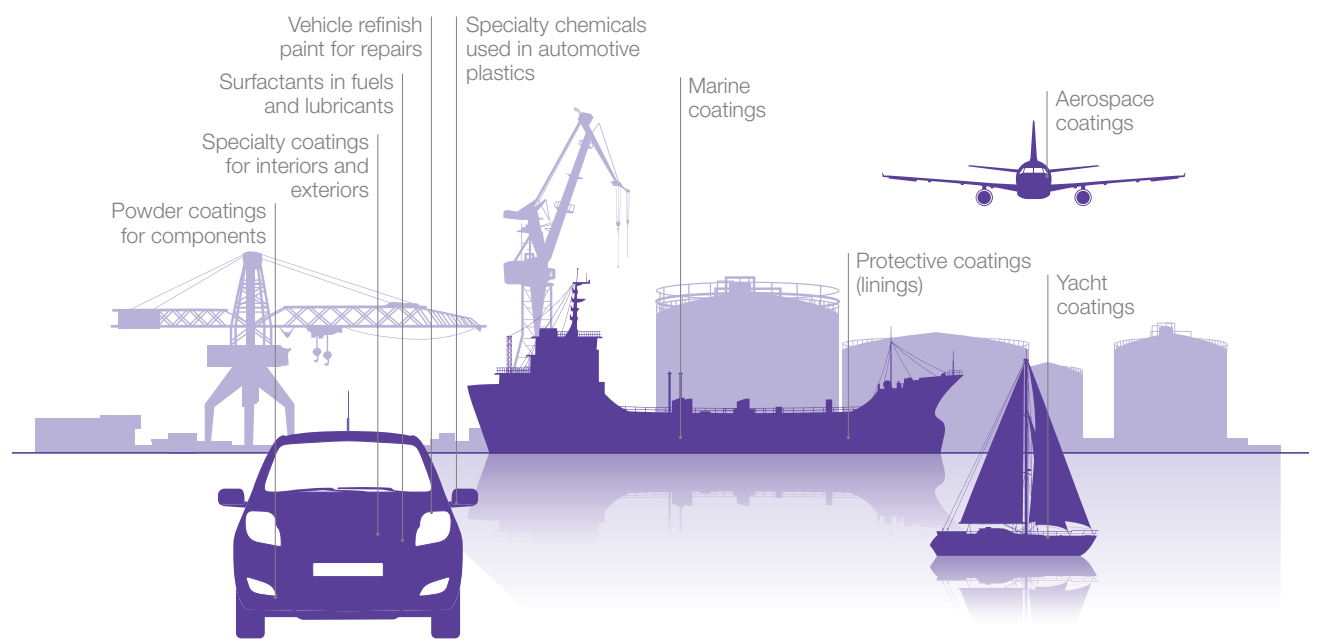 Vehicle refinish
paint for repairs
Specialty chemicals
used in automotive
plastics
Surfactants in fuels
and lubricants
Marine
coatings
Aerospace
coatings
Specialty coatings
for interiors and
exteriors
Powder coatings
for components
Protective coatings
(linings)
Yacht
coatings